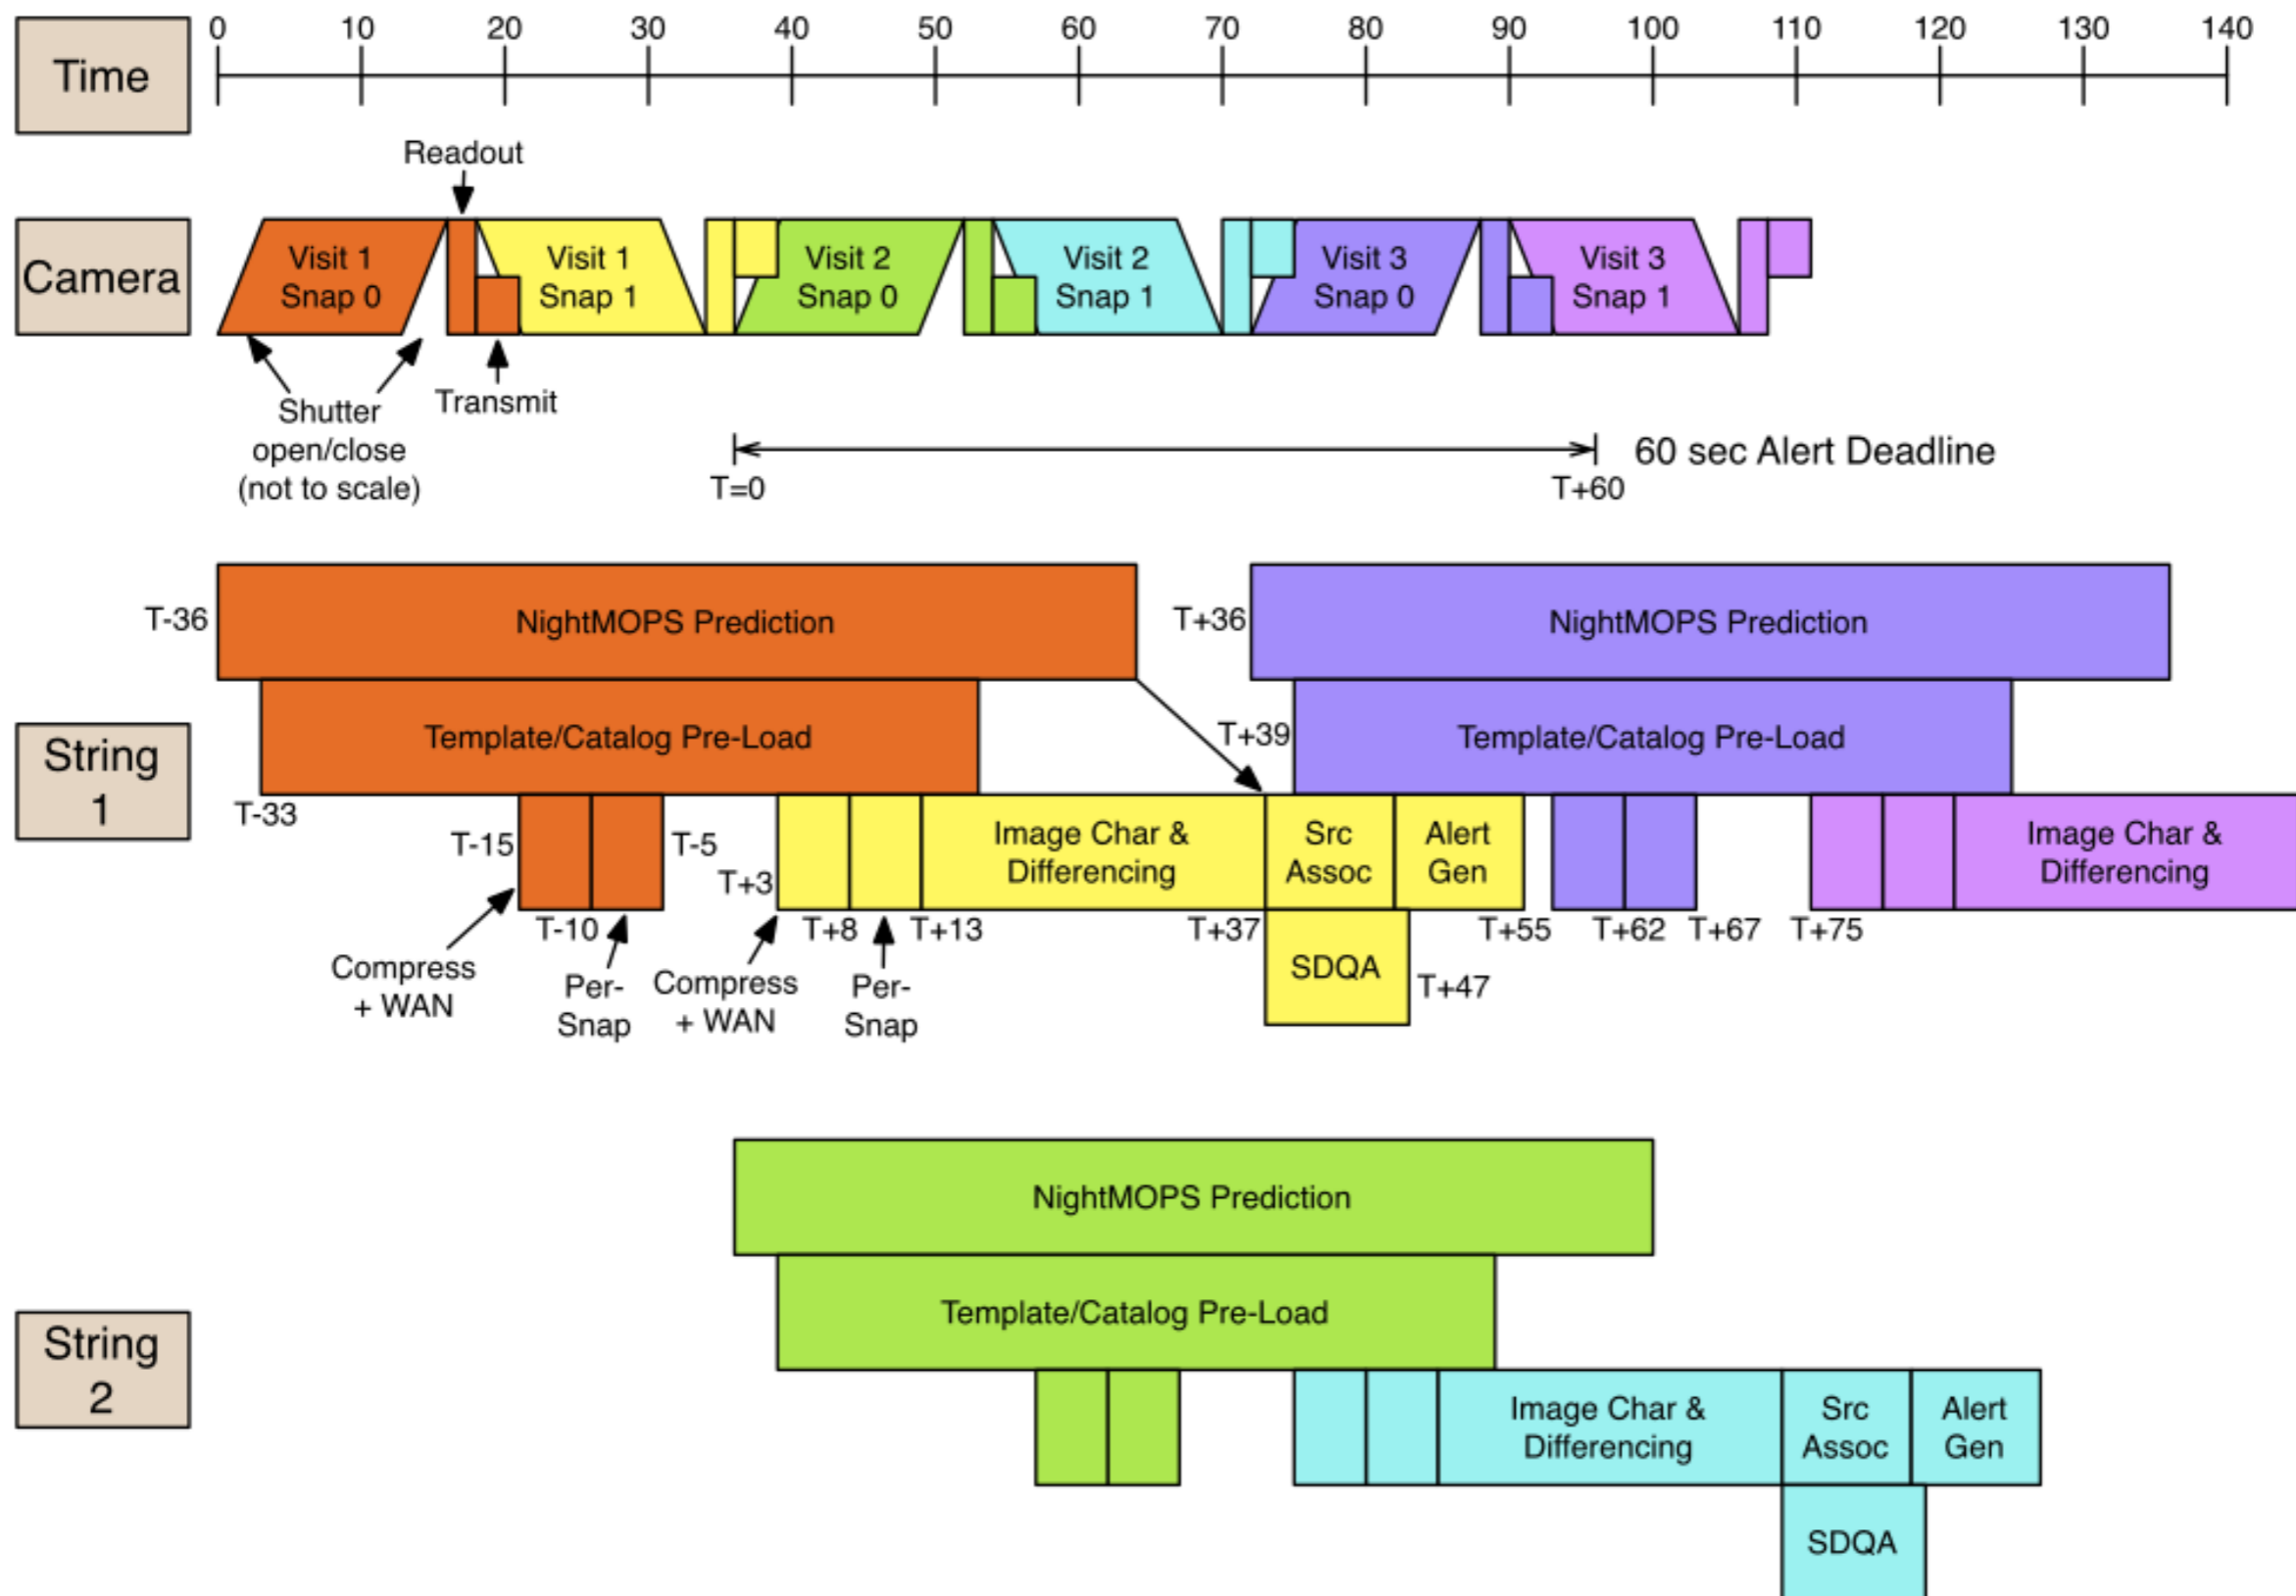 Time
0 10 20 30 40 50 60 70 80 90 100 110 120 130 140
Readout
Camera
Visit 1
Snap 0
Visit 1
Snap 1
Visit 2
Snap 0
Visit 2
Snap 1
Visit 3
Snap 0
Visit 3
Snap 1
Shutter
open/close
(not to scale)
Transmit
60 sec Alert Deadline
T=0
T+60
T-36
NightMOPS Prediction
T+36
NightMOPS Prediction
String
1
Template/Catalog Pre-Load
T+39
Template/Catalog Pre-Load
T-33
T-15
T-5
T+3
Image Char &
Differencing
Src
Assoc
Alert
Gen
Image Char &
Differencing
T-10
T+8
T+13
T+37
T+55
T+62
T+67
T+75
Compress
+ WAN
Per-
Snap
Compress
+ WAN
Per-
Snap
SDQA
T+47
NightMOPS Prediction
String
2
Template/Catalog Pre-Load
Image Char &
Differencing
Src
Assoc
Alert
Gen
SDQA